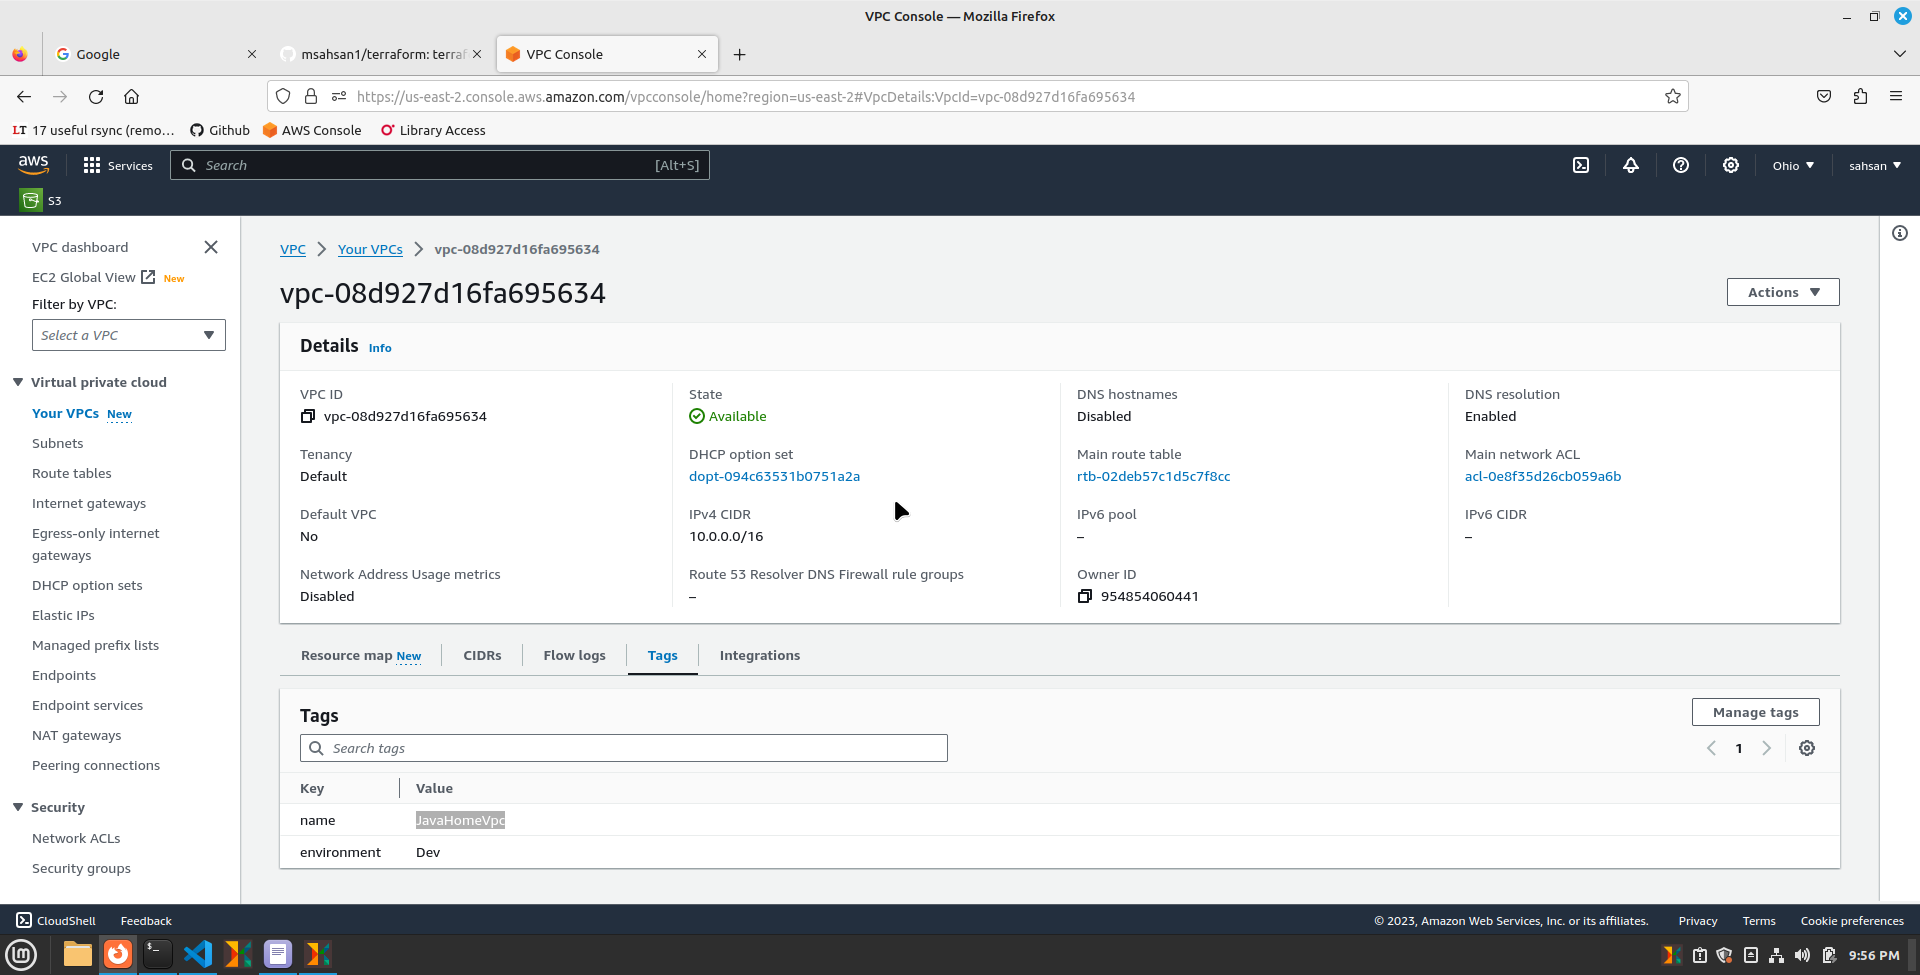 VPC Console — Mozilla Firefox
Google
msahsan1/terraform: terraf
VPC Console
https://us-east-2.console.aws.amazon.com/vpcconsole/home?region=us-east-2#VpcDetails:VpcId=vpc-08d927d16fa695634
LT 17 useful rsync (remo…
Github
AWS Console
Library Access
aws
Services
Search
[Alt+S]
Ohio
sahsan
S3
VPC dashboard
EC2 Global View New
Filter by VPC:
Select a VPC
Virtual private cloud
Your VPCs New
Subnets
Route tables
Internet gateways
Egress-only internet
gateways
DHCP option sets
Elastic IPs
Managed prefix lists
Endpoints
Endpoint services
NAT gateways
Peering connections
Security
Network ACLs
Security groups
VPC
Your VPCs
vpc-08d927d16fa695634
vpc-08d927d16fa695634
Actions
Details Info
VPC ID
vpc-08d927d16fa695634
State
Available
DNS hostnames
Disabled
DNS resolution
Enabled
Tenancy
Default
DHCP option set
dopt-094c63531b0751a2a
Main route table
rtb-02deb57c1d5c7f8cc
Main network ACL
acl-0e8f35d26cb059a6b
Default VPC
No
IPv4 CIDR
10.0.0.0/16
IPv6 pool
–
IPv6 CIDR
–
Network Address Usage metrics
Disabled
Route 53 Resolver DNS Firewall rule groups
–
Owner ID
954854060441
Resource map New
CIDRs
Flow logs
Tags
Integrations
Tags
Manage tags
Search tags
1
Key
Value
name
JavaHomeVpc
environment
Dev
CloudShell
Feedback
© 2023, Amazon Web Services, Inc. or its affiliates.
Privacy
Terms
Cookie preferences
9:56 PM